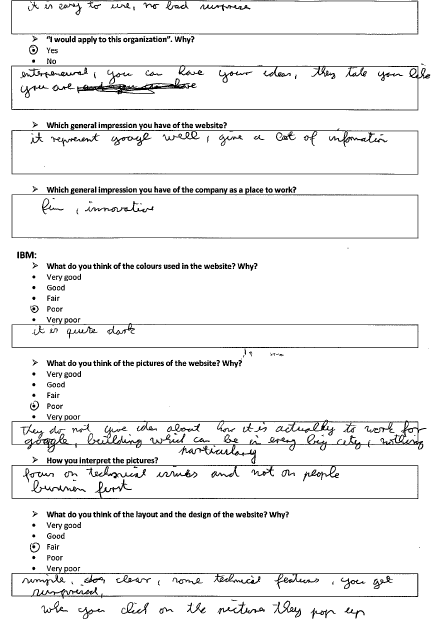 it is easy to use, no bad surprise
➤ "I would apply to this organization". Why?
• Yes
• No
enterpeneural, you can have your ideas, they take you like
you are
➤ Which general impression you have of the website?
it represent google well, give a lot of information
➤ Which general impression you have of the company as a place to work?
fun, innovative
IBM:
➤ What do you think of the colours used in the website? Why?
• Very good
• Good
• Fair
• Poor
• Very poor
it is quite dark
➤ What do you think of the pictures of the website? Why?
• Very good
• Good
• Fair
• Poor
• Very poor
they do not give idea about how it is actually to work for
google, building which can be in every big city, nothing
particulary
➤ How you interpret the pictures?
focus on technical issues and not on people
business first
➤ What do you think of the layout and the design of the website? Why?
• Very good
• Good
• Fair
• Poor
• Very poor
simple, clear, some technical features, you get
surprised,
when you click on the pictures they pop up